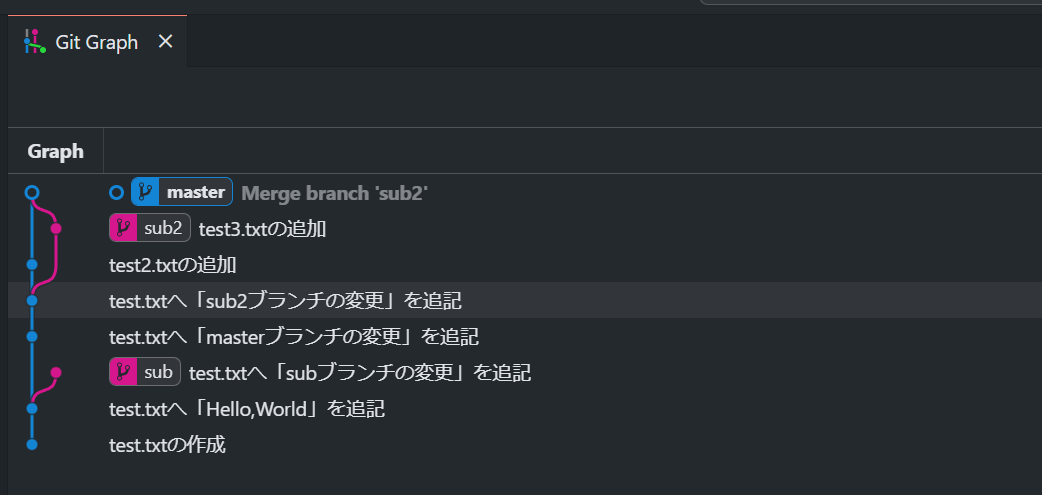 Git Graph
Graph
master Merge branch 'sub2'
sub2 test3.txtの追加
test2.txtの追加
test.txtへ「sub2ブランチの変更」を追記
test.txtへ「masterブランチの変更」を追記
sub test.txtへ「subブランチの変更」を追記
test.txtへ「Hello,World」を追記
test.txtの作成